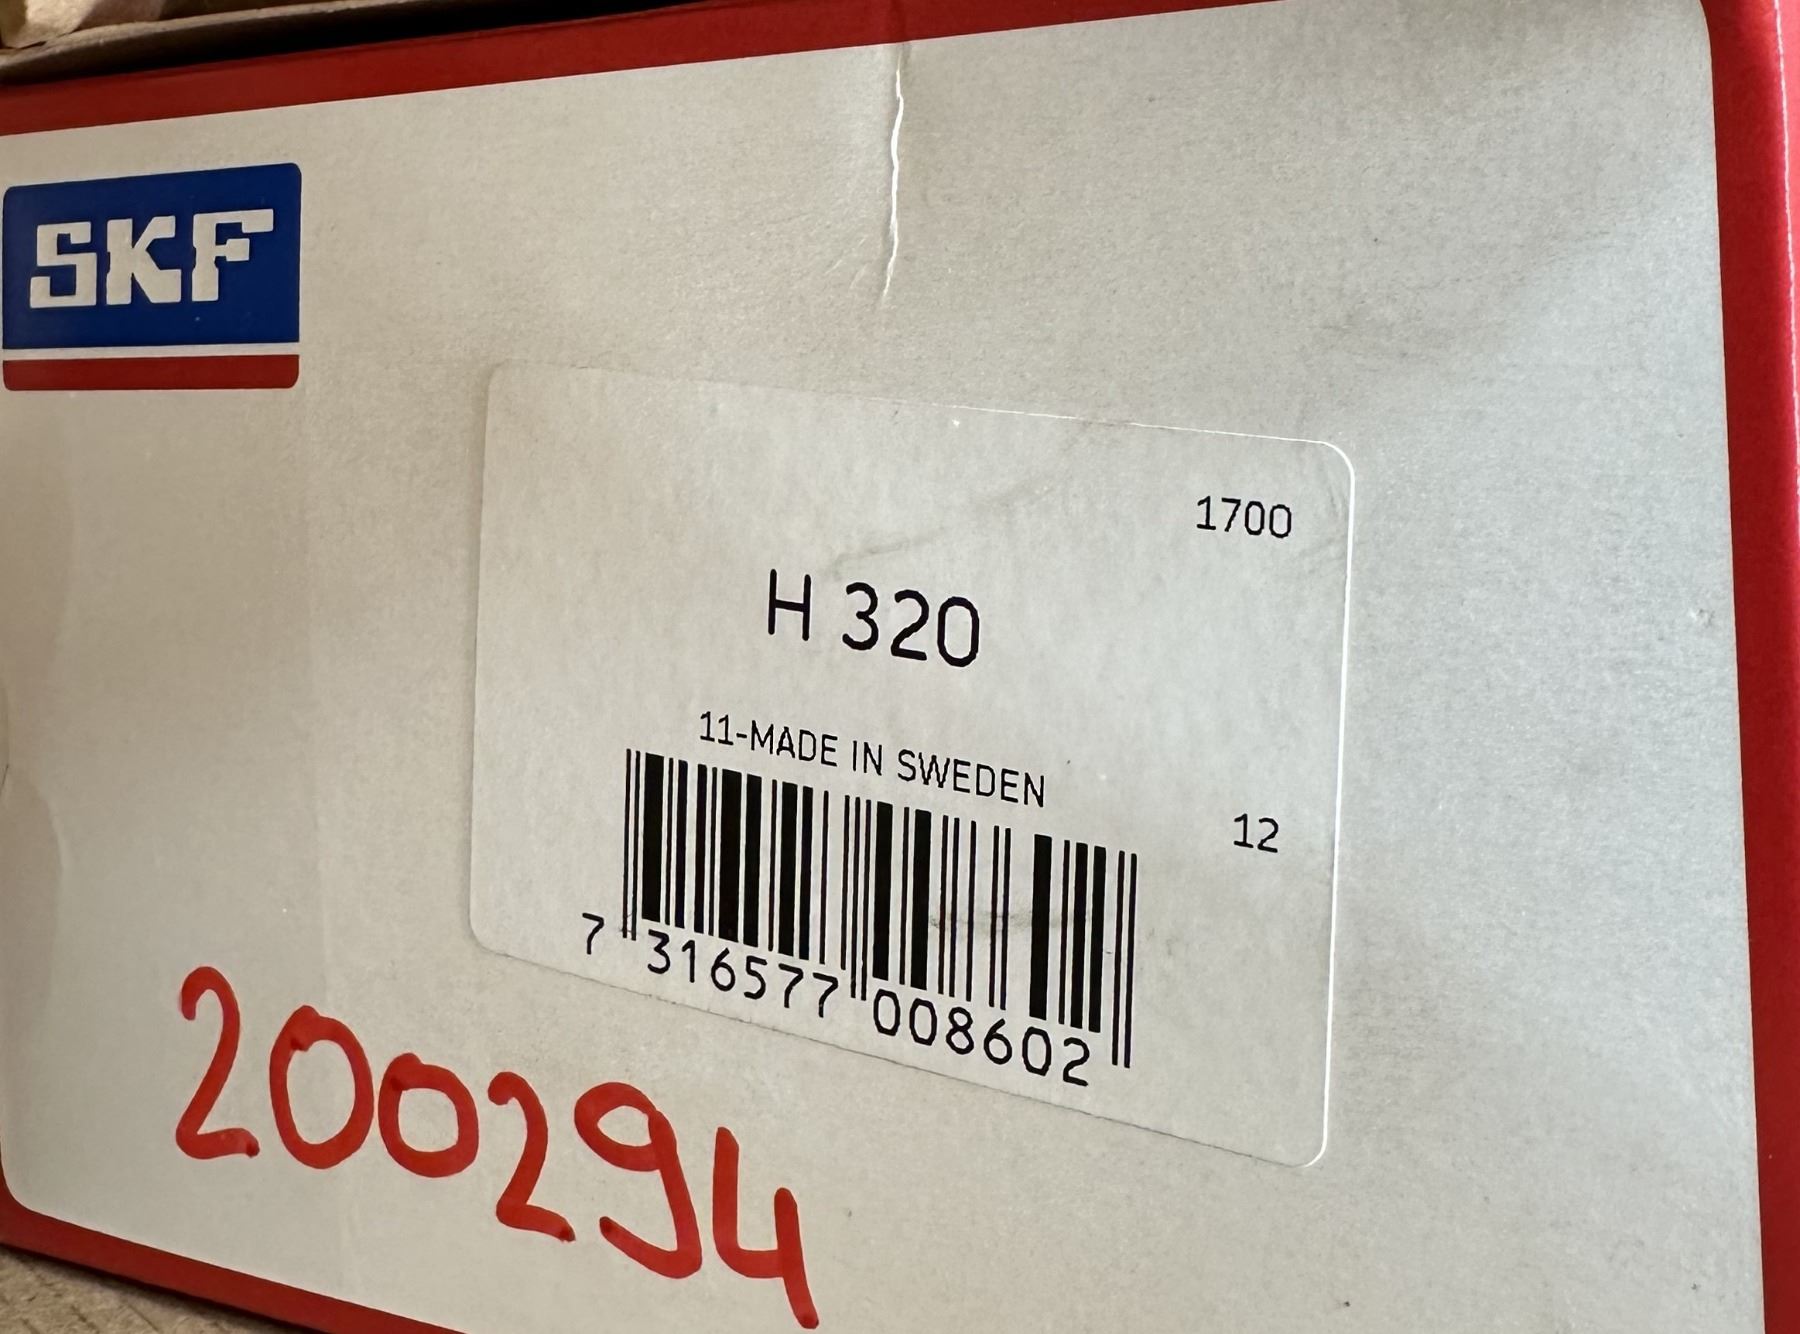 SKF
1700
H 320
11-MADE IN SWEDEN
12
7 316577 008602
200294